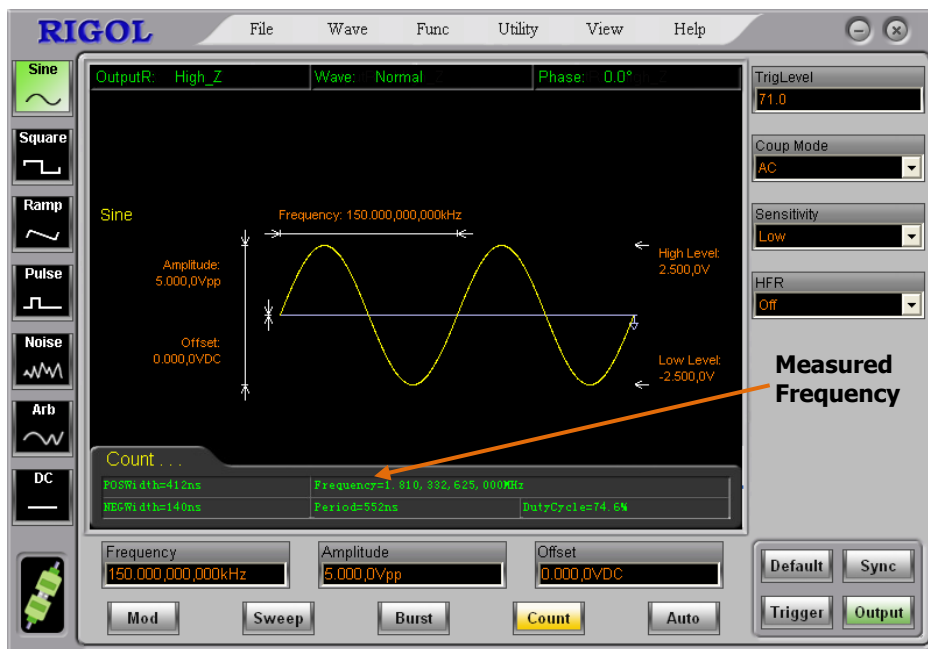 RIGOL
File Wave Func Utility View Help
Sine
Square
Ramp
Pulse
Noise
Arb
DC
OutputR: High_Z Wave: Normal Phase: 0.0°
Sine
Frequency: 150.000,000,000kHz
Amplitude:
5.000,0Vpp
High Level:
2.500,0V
Offset:
0.000,0VDC
Low Level:
-2.500,0V
TrigLevel
71.0
Coup Mode
AC
Sensitivity
Low
HFR
Off
Measured
Frequency
Count . . .
POSWidth=412ns Frequency=1.810,332,625,000MHz
NEGWidth=140ns Period=552ns DutyCycle=74.6%
Frequency Amplitude Offset
150.000,000,000kHz 5.000,0Vpp 0.000,0VDC
Mod Sweep Burst Count Auto
Default Sync
Trigger Output